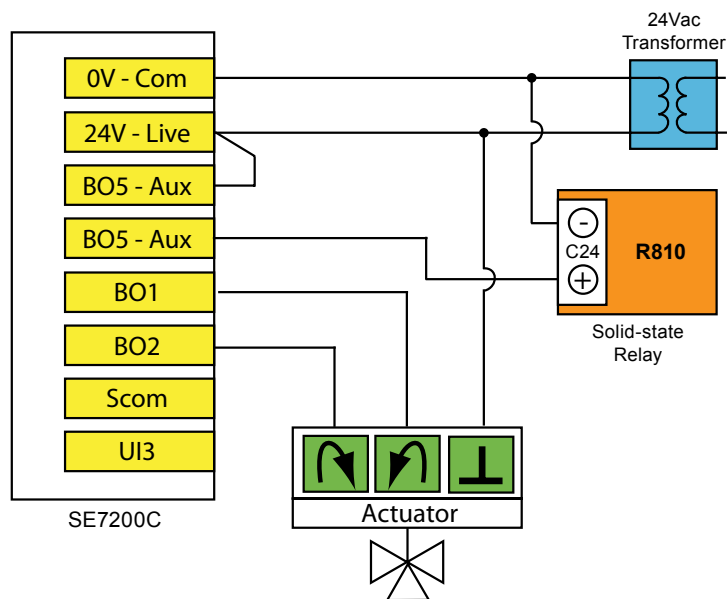 24Vac
Transformer
0V - Com
24V - Live
BO5 - Aux
BO5 - Aux
BO1
BO2
Scom
UI3
SE7200C
-
C24
+
R810
Solid-state
Relay
Actuator